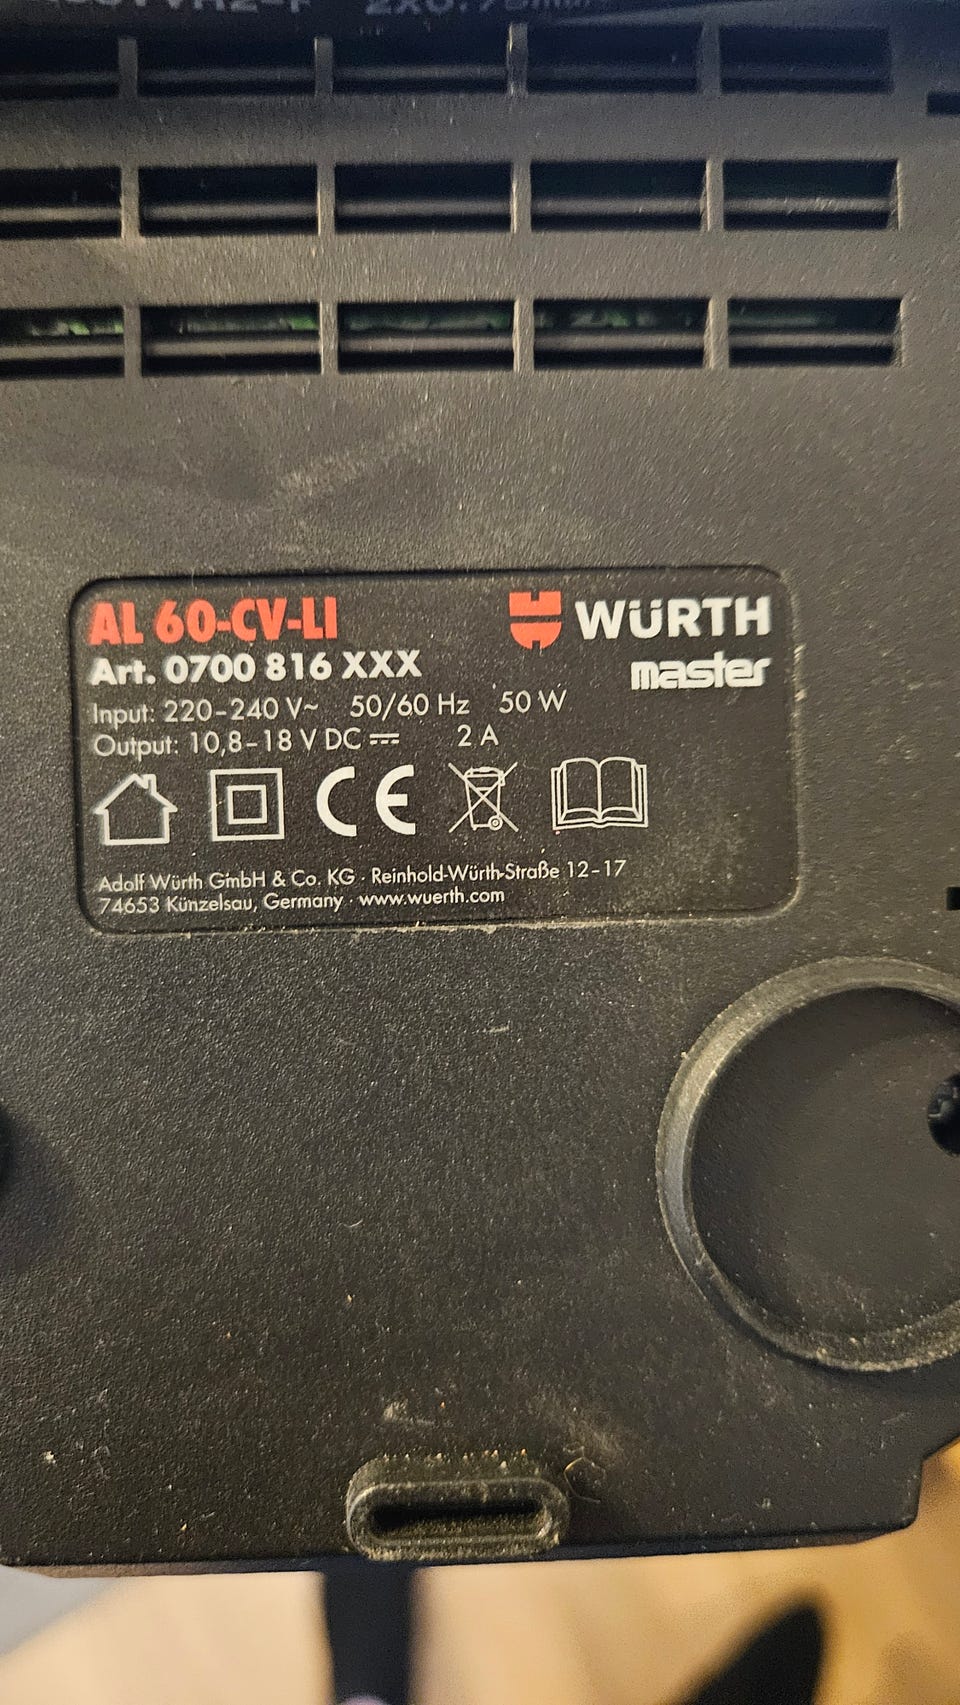 AL 60-CV-LI
WÜRTH
master
Art. 0700 816 XXX
Input: 220-240 V~ 50/60 Hz 50 W
Output: 10,8-18 V DC ⎓ 2 A
CE
Adolf Würth GmbH & Co. KG · Reinhold-Würth-Straße 12-17
74653 Künzelsau, Germany · www.wuerth.com